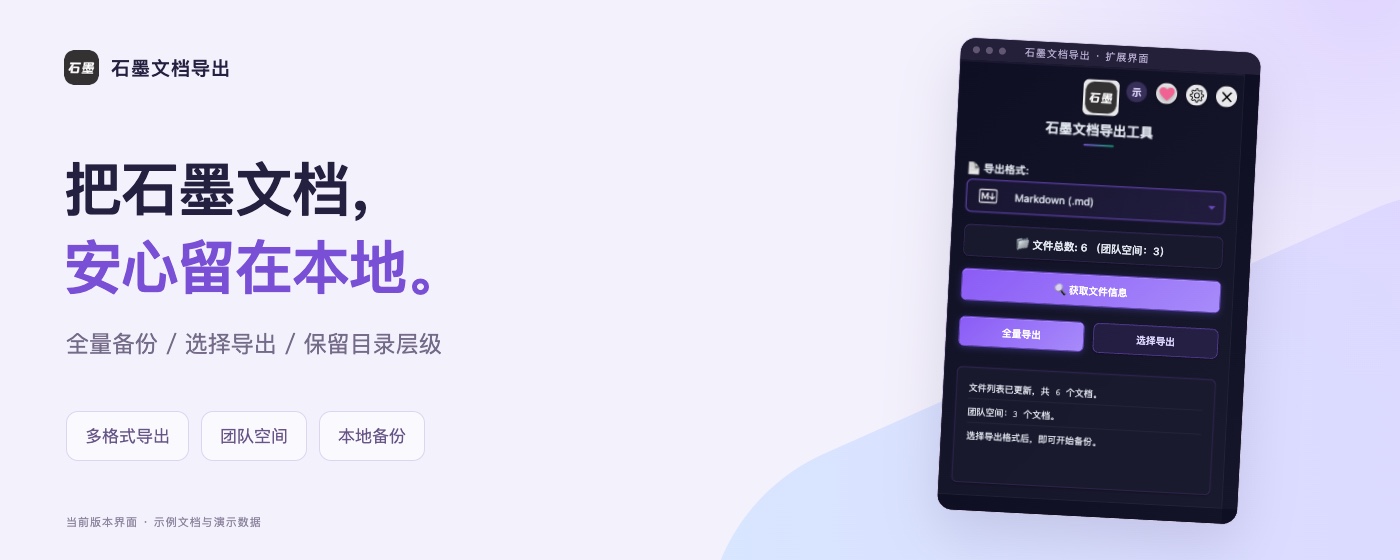 石墨 石墨文档导出
把石墨文档，
安心留在本地。
全量备份 / 选择导出 / 保留目录层级
多格式导出 团队空间 本地备份
当前版本界面 · 示例文档与演示数据
石墨文档导出 · 扩展界面
石墨 示
石墨文档导出工具
导出格式:
M↓ Markdown (.md)
文件总数: 6 （团队空间：3）
获取文件信息
全量导出 选择导出
文件列表已更新，共 6 个文档。
团队空间：3 个文档。
选择导出格式后，即可开始备份。